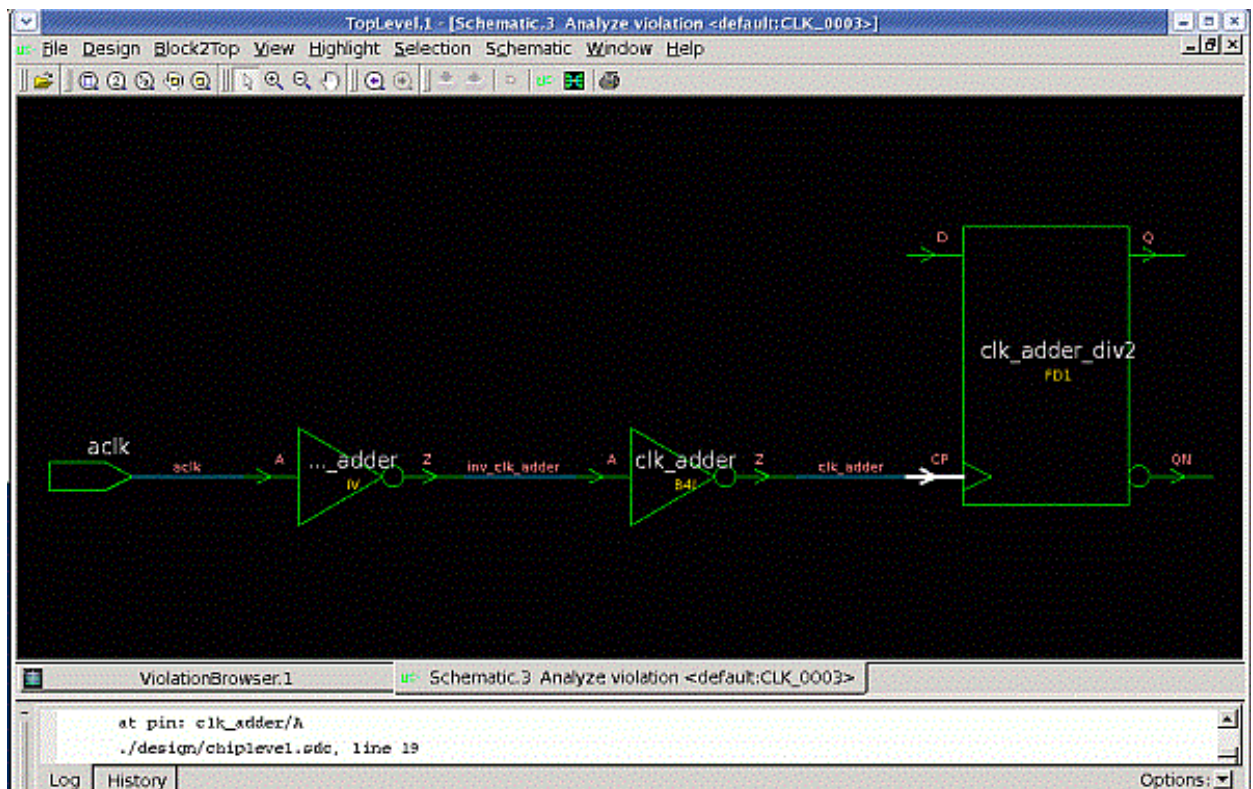 TopLevel.1 - [Schematic.3 Analyze violation <default:CLK_0003>]
File Design Block2Top View Highlight Selection Schematic Window Help
D Q
clk_adder_div2
FD1
aclk
aclk A ..._adder Z inv_clk_adder A clk_adder Z clk_adder CP QN
IV B4I
ViolationBrowser.1 Schematic.3 Analyze violation <default:CLK_0003>
at pin: clk_adder/A
./design/chiplevel.sdc, line 19
Log History Options: